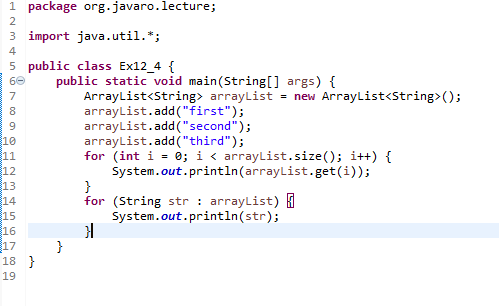 1 package org.javaro.lecture;
2
3 import java.util.*;
4
5 public class Ex12_4 {
6 public static void main(String[] args) {
7 ArrayList<String> arrayList = new ArrayList<String>();
8 arrayList.add("first");
9 arrayList.add("second");
10 arrayList.add("third");
11 for (int i = 0; i < arrayList.size(); i++) {
12 System.out.println(arrayList.get(i));
13 }
14 for (String str : arrayList) {
15 System.out.println(str);
16 }
17 }
18 }
19